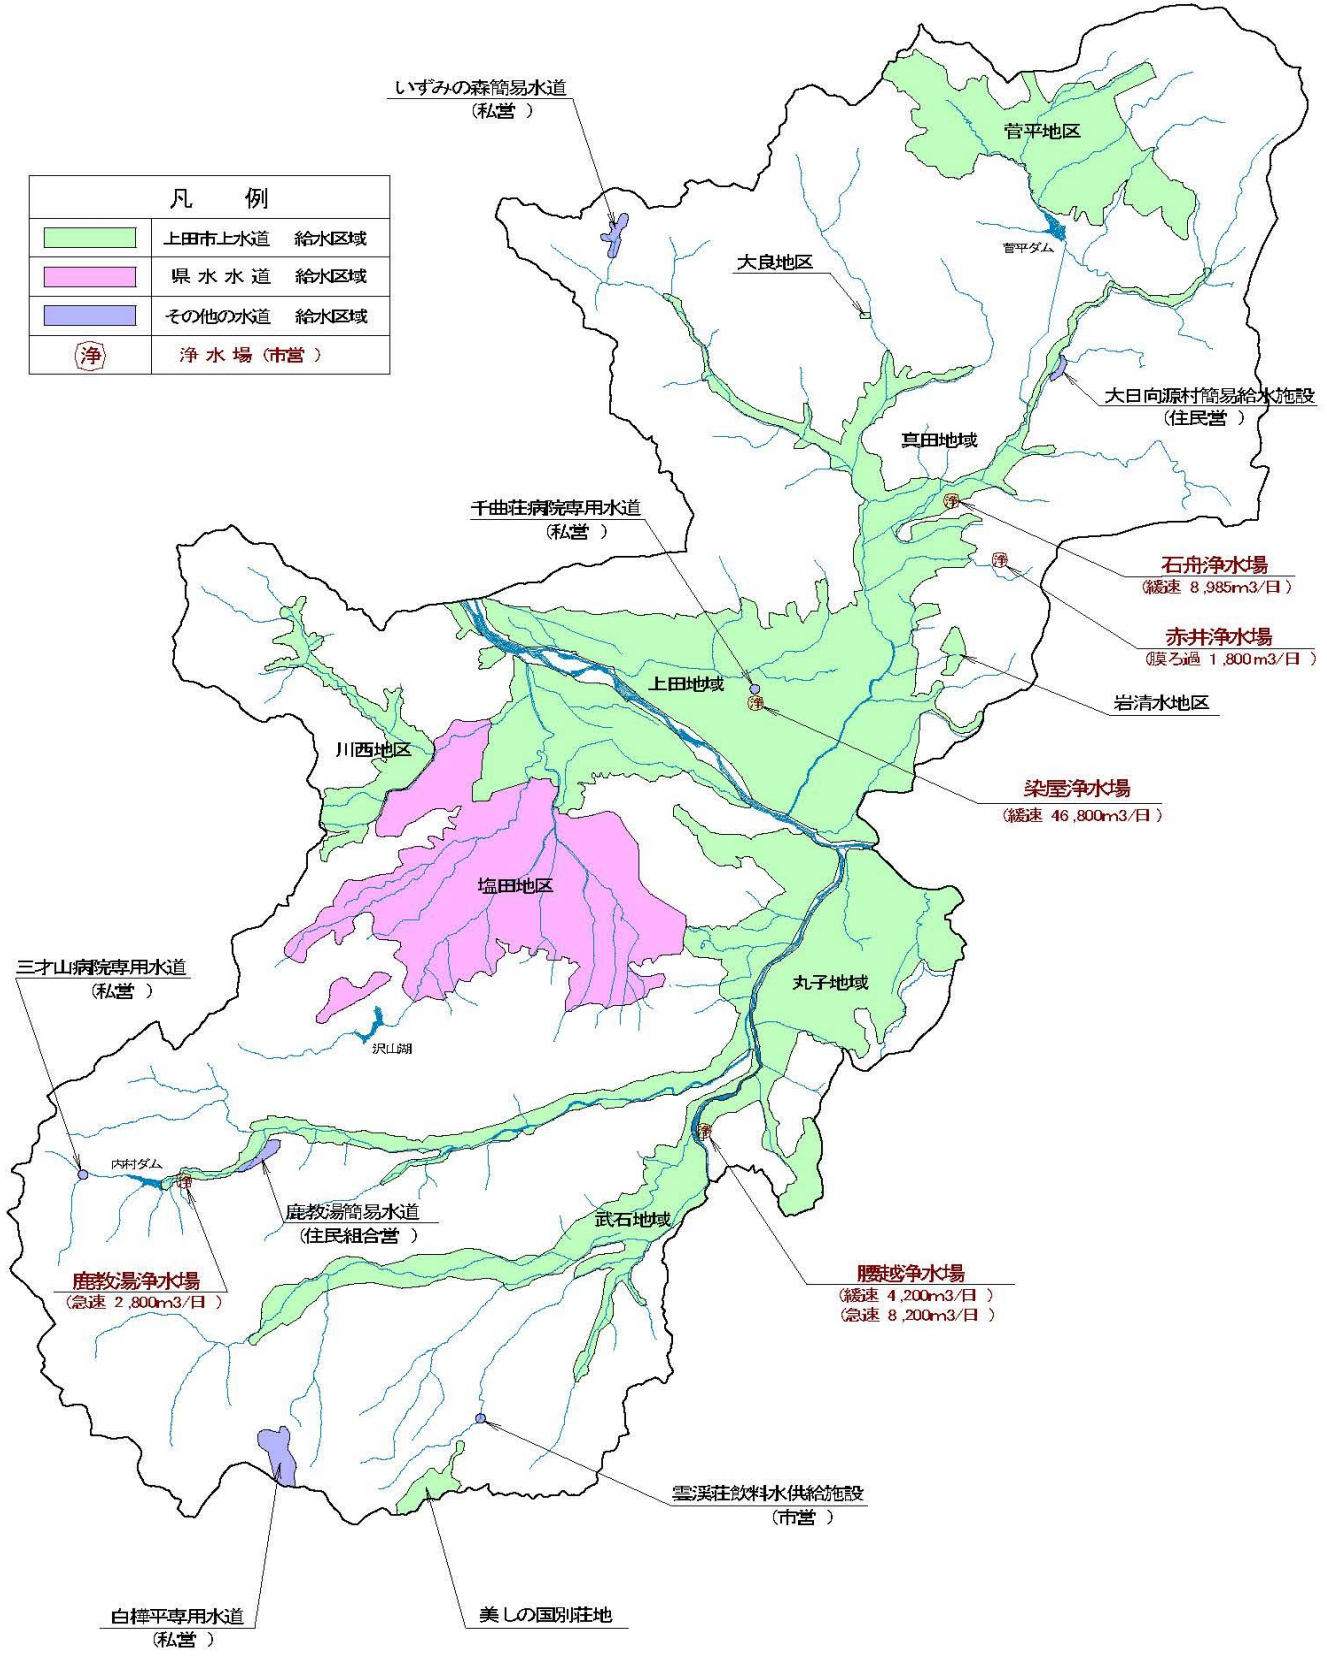 いずみの森簡易水道
(私営 )
菅平地区
凡 例
上田市上水道 給水区域
県 水 水 道 給水区域
その他の水道 給水区域
浄 浄 水 場 (市営 )
菅平ダム
大良地区
大日向源村簡易給水施設
(住民営 )
真田地域
千曲荘病院専用水道
(私営 )
浄
浄
石舟浄水場
(緩速 8 ,985m3/日 )
赤井浄水場
(膜ろ過 1 ,800m3/日 )
上田地域
浄
岩清水地区
川西地区
染屋浄水場
(緩速 46 ,800m3/日 )
塩田地区
三才山病院専用水道
(私営 )
丸子地域
沢山湖
浄
内村ダム
浄
鹿教湯簡易水道
(住民組合営 )
武石地域
鹿教湯浄水場
(急速 2 ,800m3/日 )
腰越浄水場
(緩速 4 ,200m3/日 )
(急速 8 ,200m3/日 )
雲渓荘飲料水供給施設
(市営 )
白樺平専用水道
(私営 )
美しの国別荘地